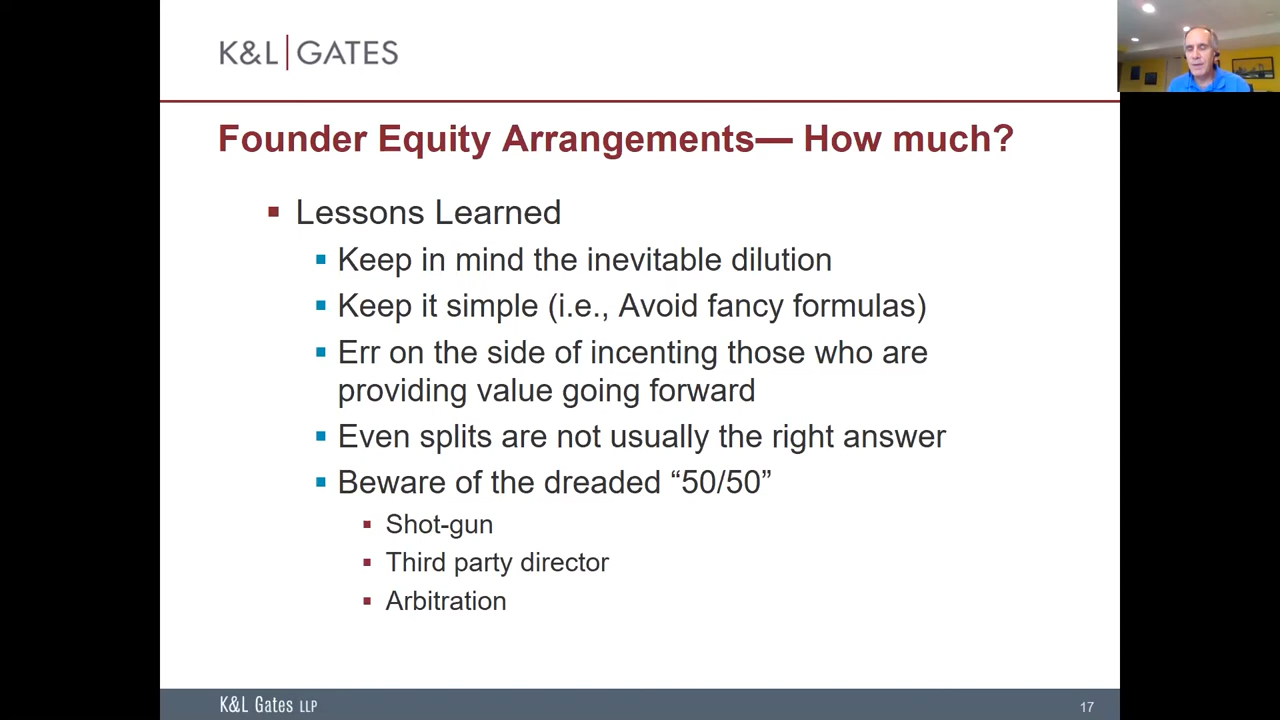 K&L|GATES
Founder Equity Arrangements— How much?
Lessons Learned
Keep in mind the inevitable dilution
Keep it simple (i.e., Avoid fancy formulas)
Err on the side of incenting those who are
providing value going forward
Even splits are not usually the right answer
Beware of the dreaded “50/50”
Shot-gun
Third party director
Arbitration
K&L Gates LLP
17